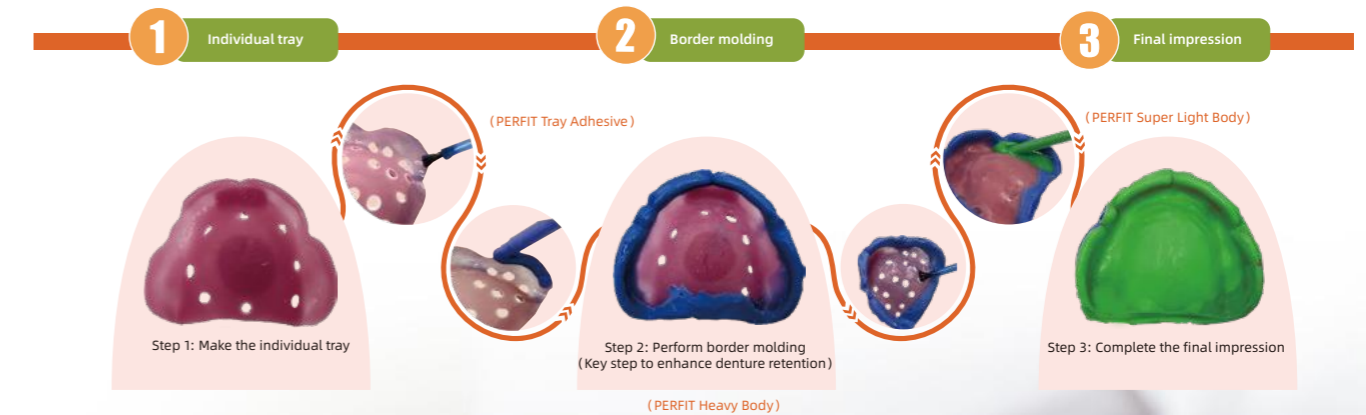 1
Individual tray
2
Border molding
3
Final impression
(PERFIT Tray Adhesive)
(PERFIT Super Light Body)
Step 1: Make the individual tray
Step 2: Perform border molding
(Key step to enhance denture retention)
Step 3: Complete the final impression
(PERFIT Heavy Body)